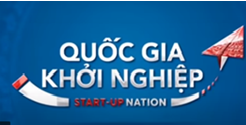 QUỐC GIA
KHỞI NGHIỆP
START-UP NATION